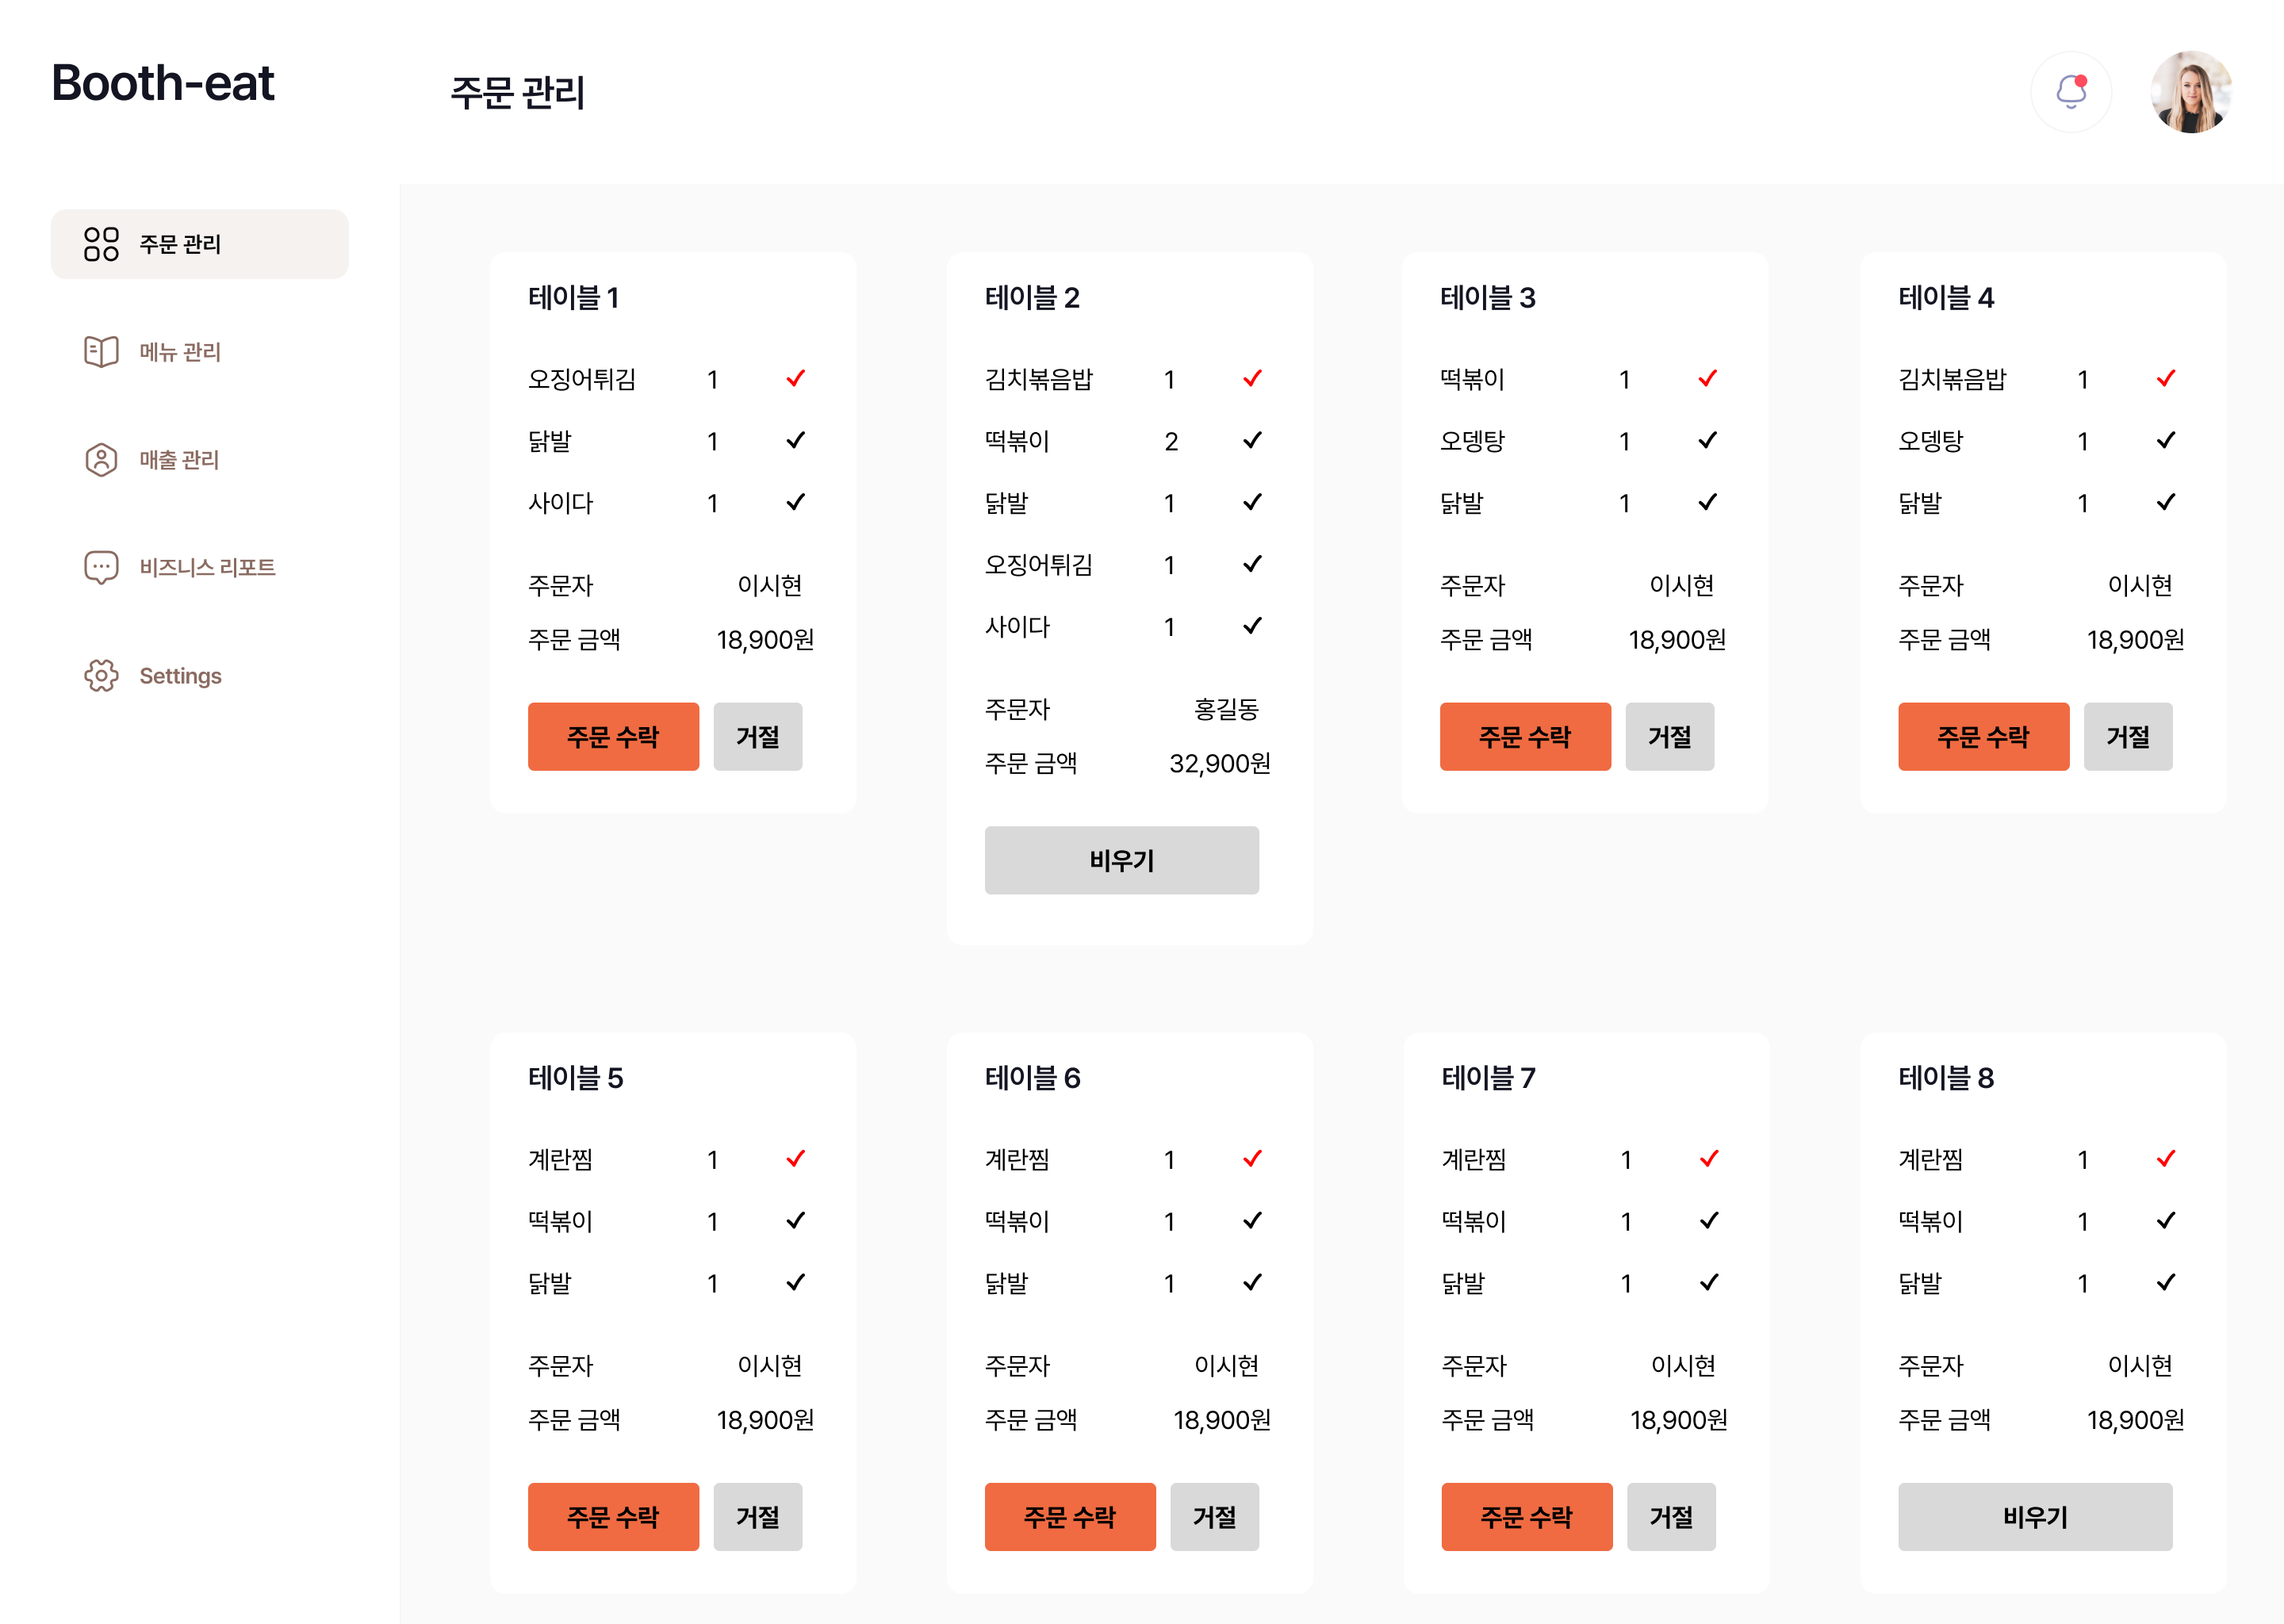 Booth-eat
주문 관리
주문 관리
메뉴 관리
매출 관리
비즈니스 리포트
Settings
테이블 1
오징어튀김 1
닭발 1
사이다 1
주문자 이시현
주문 금액 18,900원
주문 수락 거절
테이블 2
김치볶음밥 1
떡볶이 2
닭발 1
오징어튀김 1
사이다 1
주문자 홍길동
주문 금액 32,900원
비우기
테이블 3
떡볶이 1
오뎅탕 1
닭발 1
주문자 이시현
주문 금액 18,900원
주문 수락 거절
테이블 4
김치볶음밥 1
오뎅탕 1
닭발 1
주문자 이시현
주문 금액 18,900원
주문 수락 거절
테이블 5
계란찜 1
떡볶이 1
닭발 1
주문자 이시현
주문 금액 18,900원
주문 수락 거절
테이블 6
계란찜 1
떡볶이 1
닭발 1
주문자 이시현
주문 금액 18,900원
주문 수락 거절
테이블 7
계란찜 1
떡볶이 1
닭발 1
주문자 이시현
주문 금액 18,900원
주문 수락 거절
테이블 8
계란찜 1
떡볶이 1
닭발 1
주문자 이시현
주문 금액 18,900원
비우기